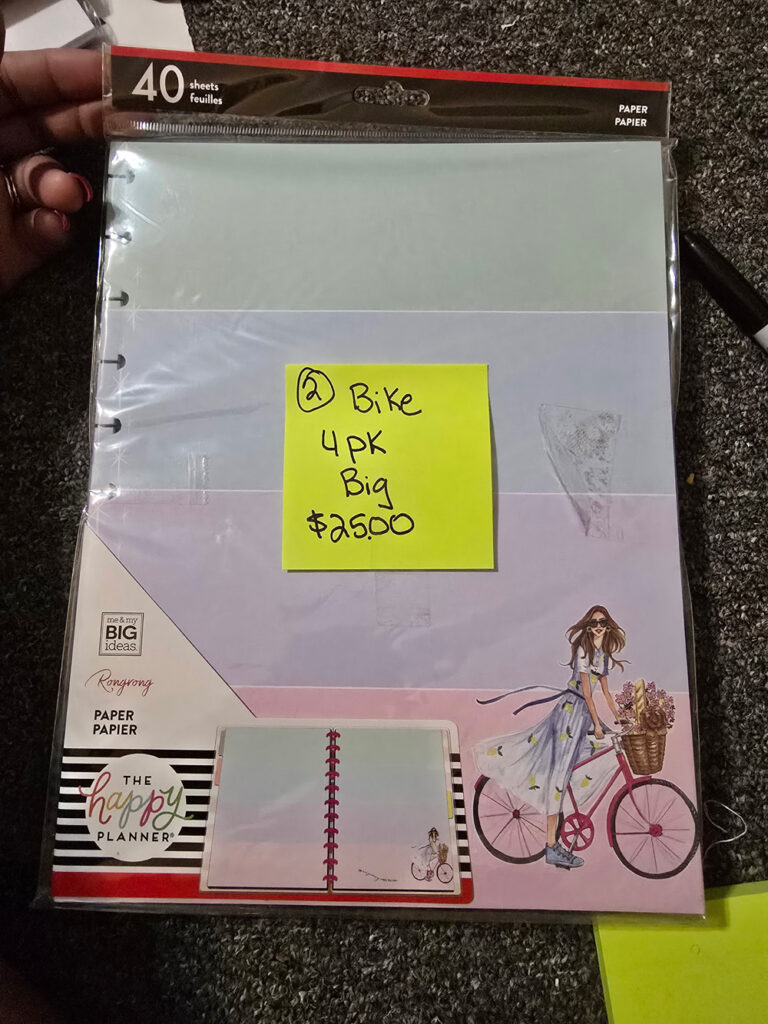 40 sheets
feuilles
PAPER
PAPIER
② Bike
4 pk
Big
$25.00
me & my
BIG
ideas.
Rongrong
PAPER
PAPIER
THE
happy
PLANNER®